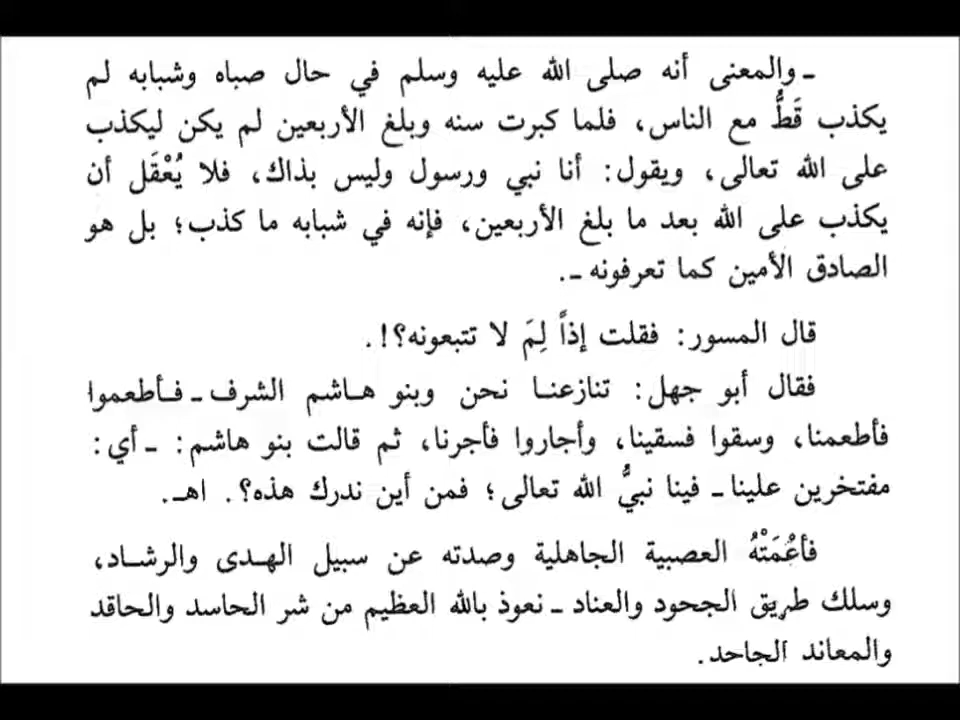 ـ والمعنى أنه صلى الله عليه وسلم في حال صباه وشبابه لم
يكذب قَطُّ مع الناس، فلما كبرت سنه وبلغ الأربعين لم يكن ليكذب
على الله تعالى، ويقول: أنا نبي ورسول وليس بذاك، فلا يُعْقَل أن
يكذب على الله بعد ما بلغ الأربعين، فإنه في شبابه ما كذب؛ بل هو
الصادق الأمين كما تعرفونه ـ.
قال المسور: فقلت إذاً لِمَ لا تتبعونه؟!.
فقال أبو جهل: تنازعنـا نحن وبنو هـاشم الشرف ـ فـأطعموا
فأطعمنا، وسقوا فسقينا، وأجاروا فأجرنا، ثم قالت بنو هاشم: ـ أي:
مفتخرين علينا ـ فينا نبيُّ الله تعالى؛ فمن أين ندرك هذه؟. اهـ.
فأعْمَتْهُ العصبية الجاهلية وصدته عن سبيل الهـدى والرشـاد،
وسلك طريق الجحود والعناد ـ نعوذ بالله العظيم من شر الحاسد والحاقد
والمعاند الجاحد.